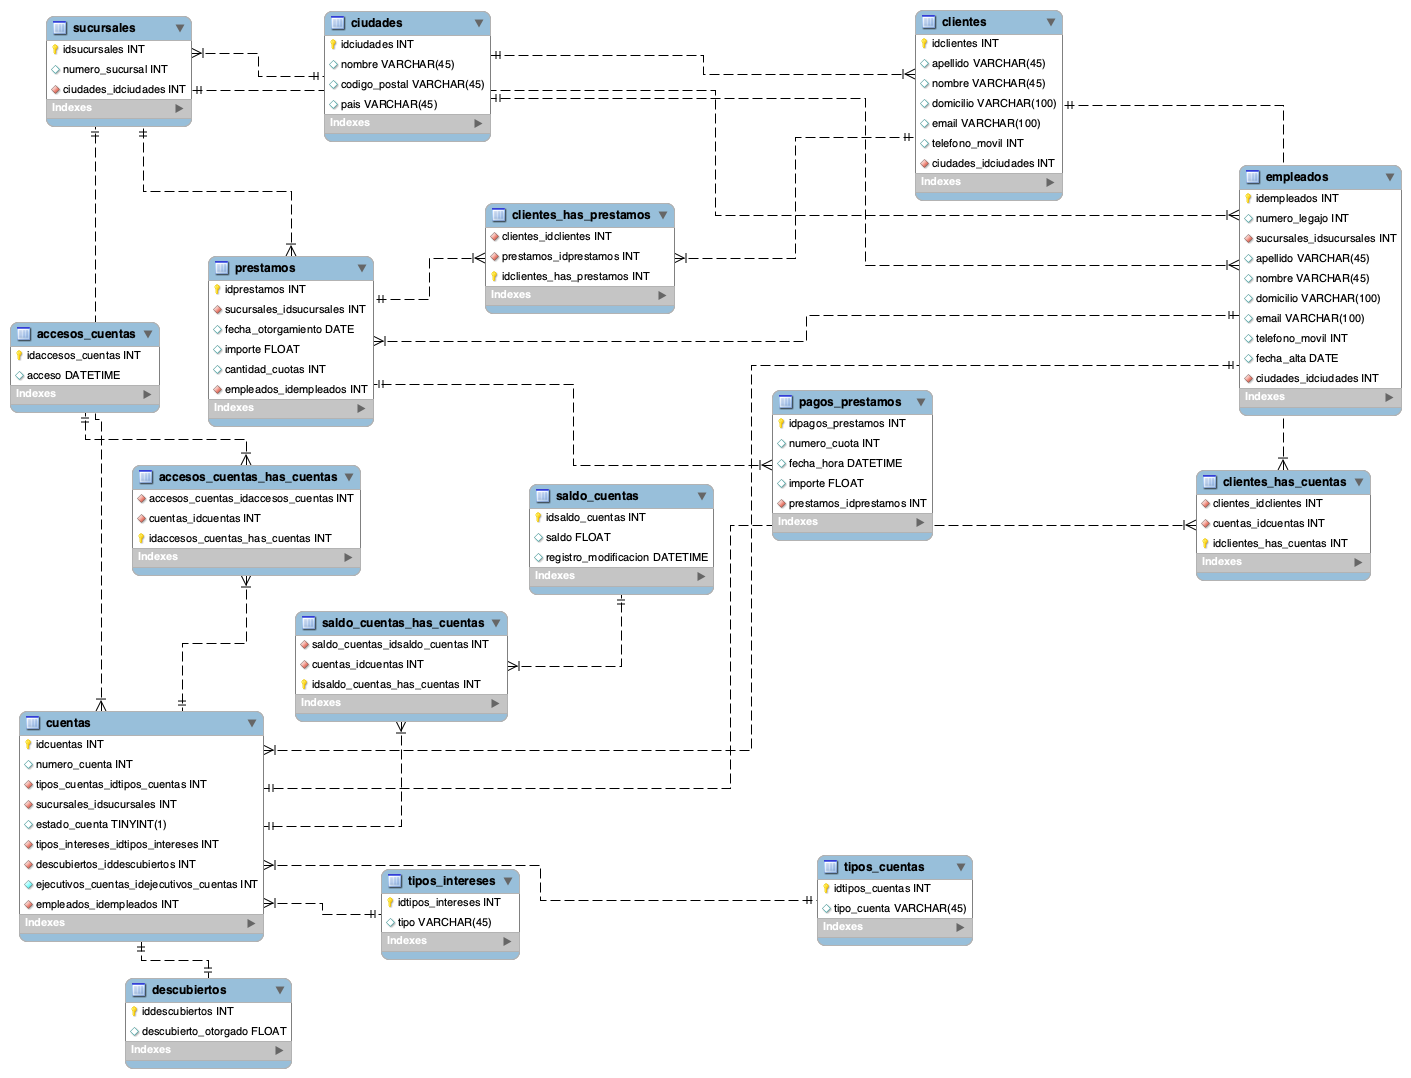 sucursales
idsucursales INT
numero_sucursal INT
ciudades_idciudades INT
Indexes
ciudades
idciudades INT
nombre VARCHAR(45)
codigo_postal VARCHAR(45)
pais VARCHAR(45)
Indexes
clientes
idclientes INT
apellido VARCHAR(45)
nombre VARCHAR(45)
domicilio VARCHAR(100)
email VARCHAR(100)
telefono_movil INT
ciudades_idciudades INT
Indexes
empleados
idempleados INT
numero_legajo INT
sucursales_idsucursales INT
apellido VARCHAR(45)
nombre VARCHAR(45)
domicilio VARCHAR(100)
email VARCHAR(100)
telefono_movil INT
fecha_alta DATE
ciudades_idciudades INT
Indexes
clientes_has_prestamos
clientes_idclientes INT
prestamos_idprestamos INT
idclientes_has_prestamos INT
Indexes
prestamos
idprestamos INT
sucursales_idsucursales INT
fecha_otorgamiento DATE
importe FLOAT
cantidad_cuotas INT
empleados_idempleados INT
Indexes
accesos_cuentas
idaccesos_cuentas INT
acceso DATETIME
Indexes
pagos_prestamos
idpagos_prestamos INT
numero_cuota INT
fecha_hora DATETIME
importe FLOAT
prestamos_idprestamos INT
Indexes
accesos_cuentas_has_cuentas
accesos_cuentas_idaccesos_cuentas INT
cuentas_idcuentas INT
idaccesos_cuentas_has_cuentas INT
Indexes
saldo_cuentas
idsaldo_cuentas INT
saldo FLOAT
registro_modificacion DATETIME
Indexes
clientes_has_cuentas
clientes_idclientes INT
cuentas_idcuentas INT
idclientes_has_cuentas INT
Indexes
saldo_cuentas_has_cuentas
saldo_cuentas_idsaldo_cuentas INT
cuentas_idcuentas INT
idsaldo_cuentas_has_cuentas INT
Indexes
cuentas
idcuentas INT
numero_cuenta INT
tipos_cuentas_idtipos_cuentas INT
sucursales_idsucursales INT
estado_cuenta TINYINT(1)
tipos_intereses_idtipos_intereses INT
descubiertos_iddescubiertos INT
ejecutivos_cuentas_idejecutivos_cuentas INT
empleados_idempleados INT
Indexes
tipos_intereses
idtipos_intereses INT
tipo VARCHAR(45)
Indexes
tipos_cuentas
idtipos_cuentas INT
tipo_cuenta VARCHAR(45)
Indexes
descubiertos
iddescubiertos INT
descubierto_otorgado FLOAT
Indexes